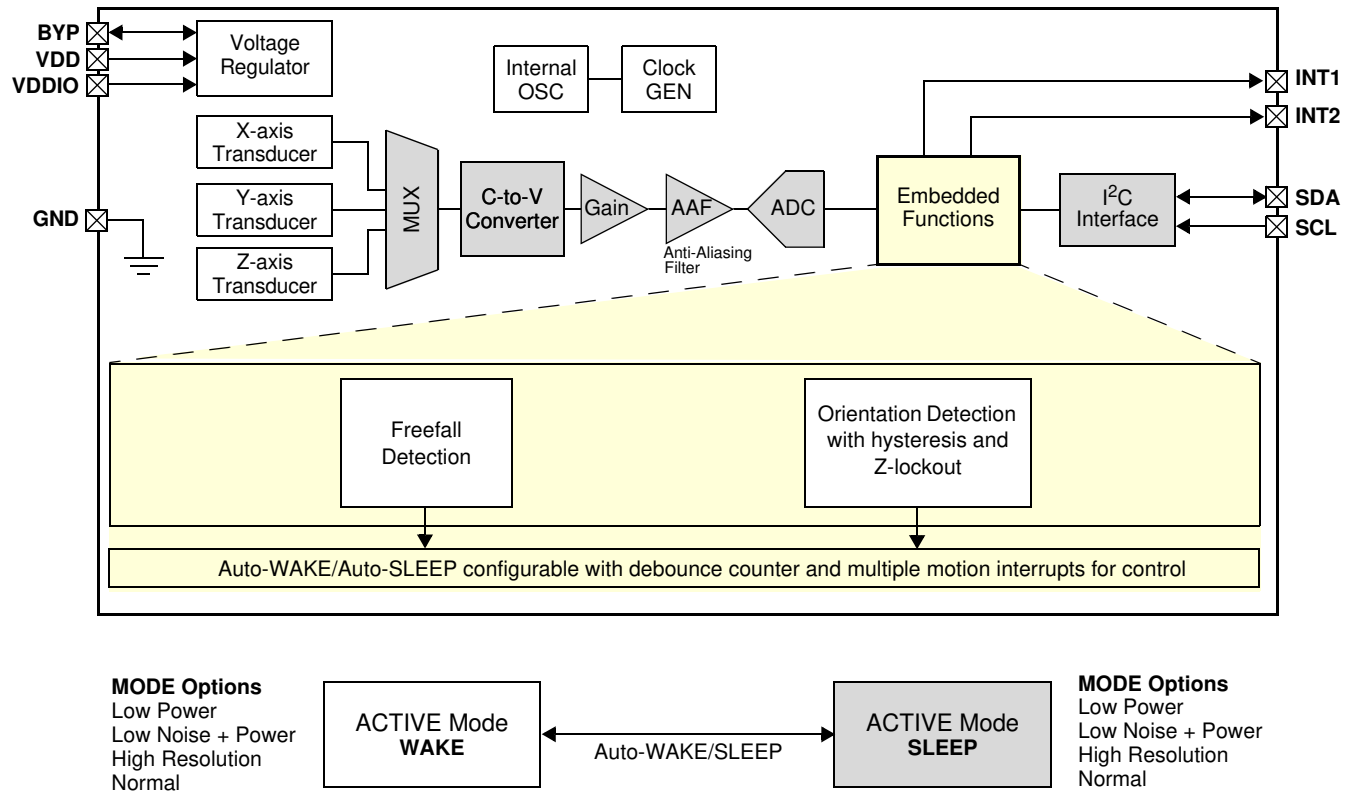 BYP
VDD
VDDIO
GND
Voltage
Regulator
Internal
OSC
Clock
GEN
X-axis
Transducer
Y-axis
Transducer
Z-axis
Transducer
MUX
C-to-V
Converter
Gain
AAF
Anti-Aliasing
Filter
ADC
Embedded
Functions
I²C
Interface
INT1
INT2
SDA
SCL
Freefall
Detection
Orientation Detection
with hysteresis and
Z-lockout
Auto-WAKE/Auto-SLEEP configurable with debounce counter and multiple motion interrupts for control
MODE Options
Low Power
Low Noise + Power
High Resolution
Normal
ACTIVE Mode
WAKE
Auto-WAKE/SLEEP
ACTIVE Mode
SLEEP
MODE Options
Low Power
Low Noise + Power
High Resolution
Normal